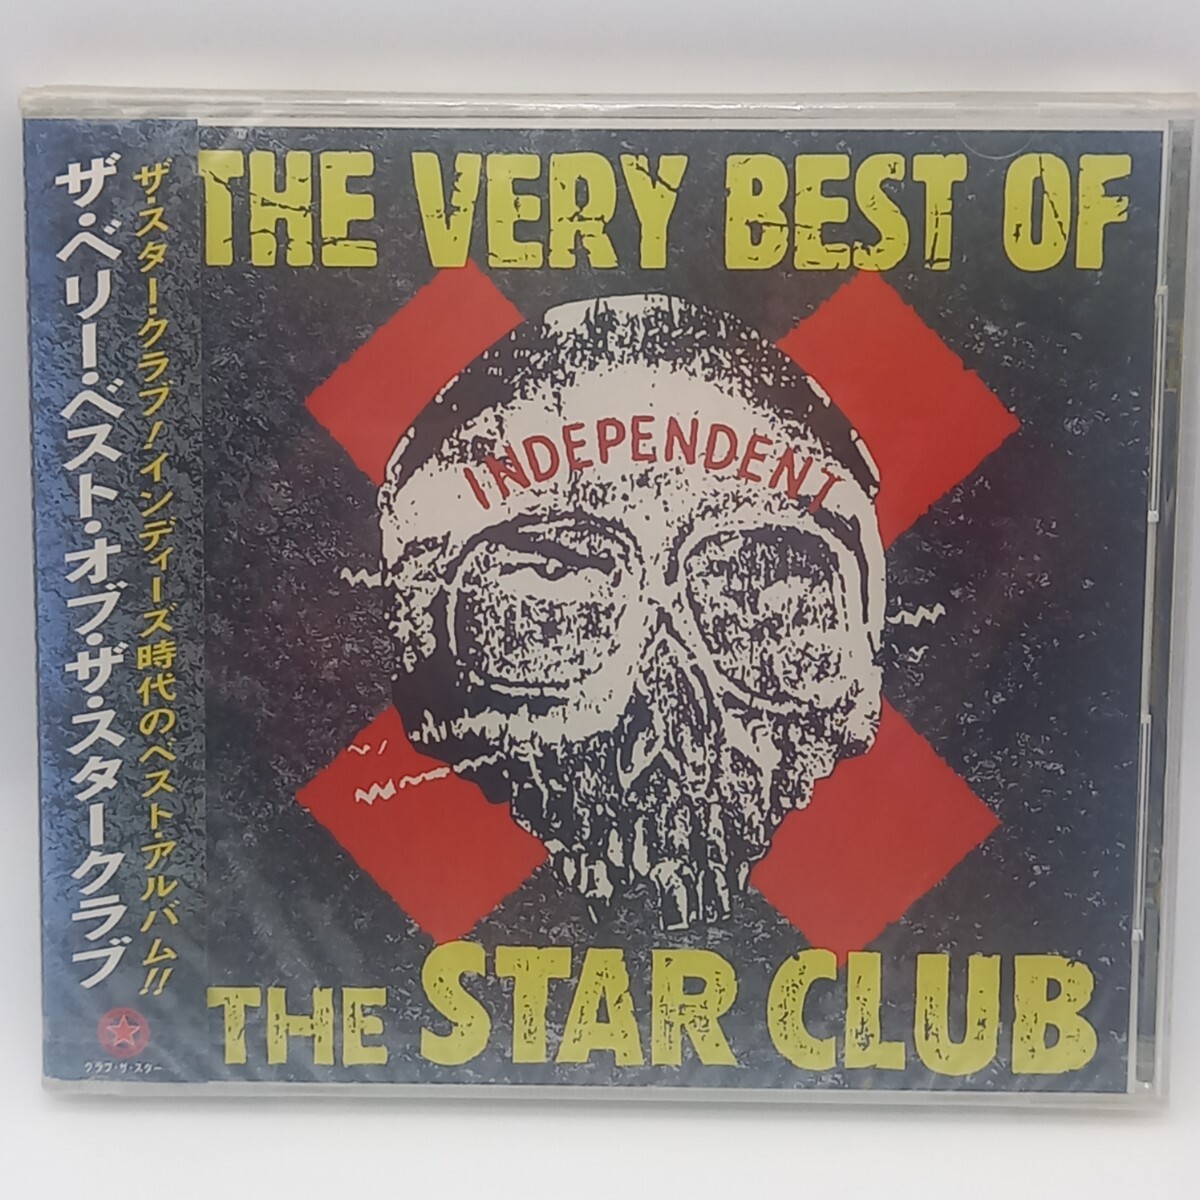 THE VERY BEST OF
INDEPENDENT
THE STAR CLUB
ザ・スター・クラブ/インディーズ時代のベスト・アルバム!!
ザ・ベリー・ベスト・オブ・ザ・スタークラブ
クラブ・ザ・スター